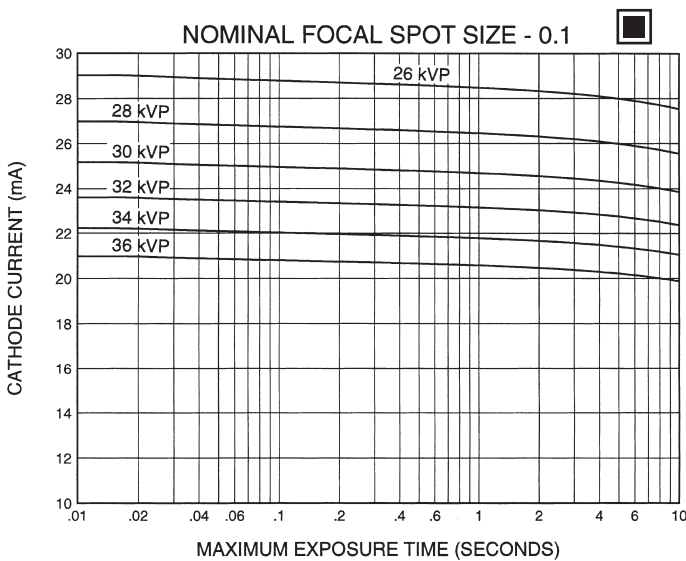 NOMINAL FOCAL SPOT SIZE - 0.1
30
26 kVP
28
28 kVP
26
30 kVP
24
32 kVP
34 kVP
22
36 kVP
20
18
16
14
12
10
CATHODE CURRENT (mA)
.01 .02 .04 .06 .1 .2 .4 .6 1 2 4 6 10
MAXIMUM EXPOSURE TIME (SECONDS)